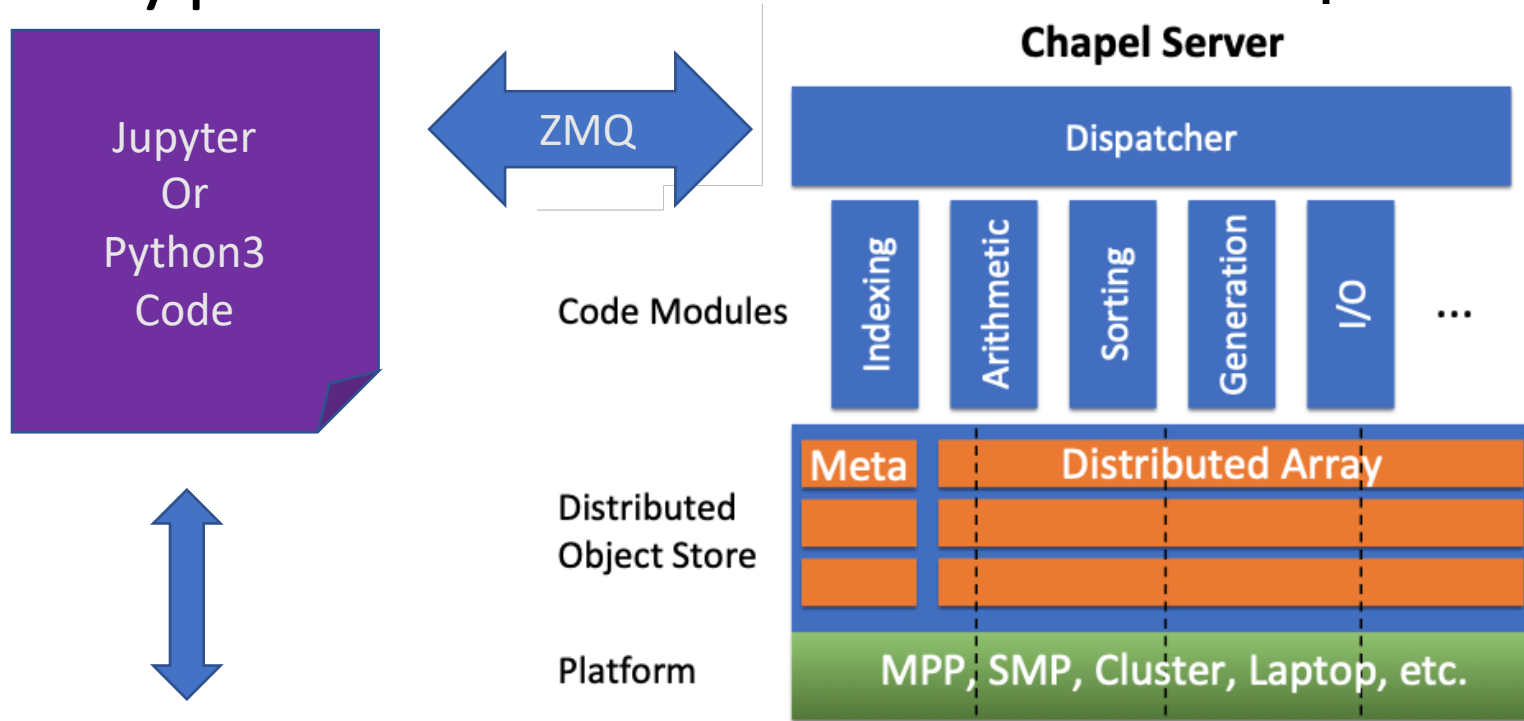 Jupyter
Or
Python3
Code
ZMQ
Chapel Server
Dispatcher
Code Modules
Indexing
Arithmetic
Sorting
Generation
I/O
...
Distributed
Object Store
Meta
Distributed Array
Platform
MPP, SMP, Cluster, Laptop, etc.